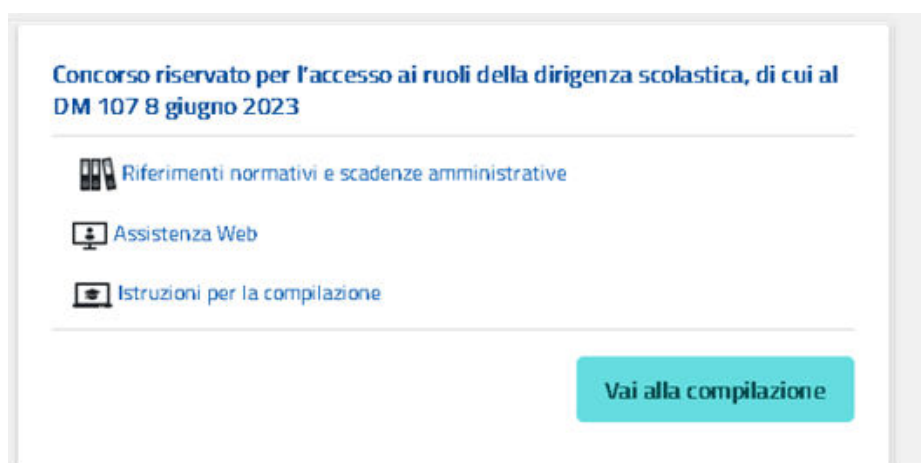 Concorso riservato per l'accesso ai ruoli della dirigenza scolastica, di cui al
DM 107 8 giugno 2023
Riferimenti normativi e scadenze amministrative
Assistenza Web
Istruzioni per la compilazione
Vai alla compilazione